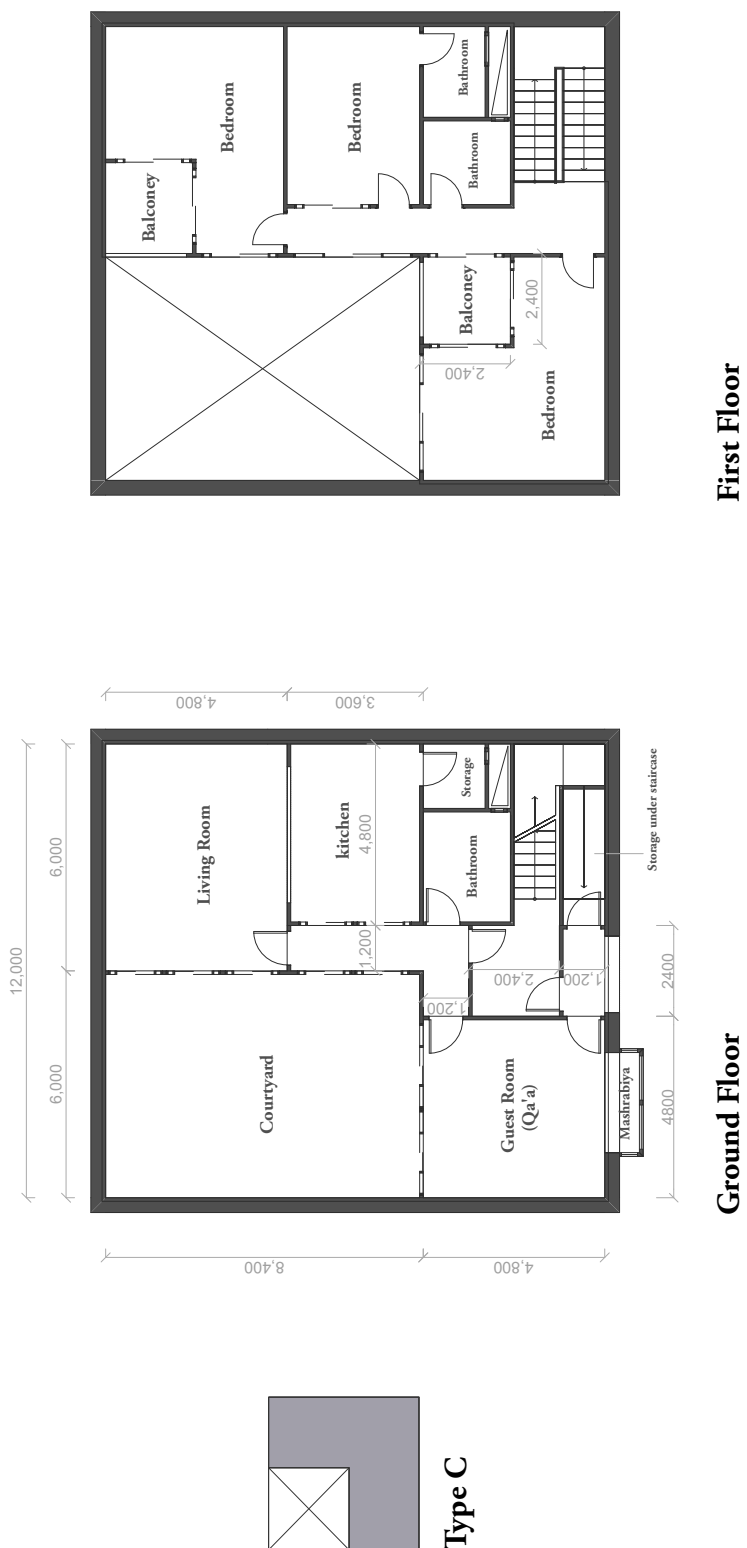 Type C
Ground Floor
Courtyard
Living Room
Guest Room
(Qa'a)
kitchen
Bathroom
Storage
Mashrabiya
Storage under staircase
12,000
6,000
6,000
8,400
4,800
4,800
3,600
4,800
1,200
1,200
2,400
1,200
4800
2400
First Floor
Balconey
Bedroom
Bedroom
Bathroom
Bathroom
Balconey
Bedroom
2,400
2,400